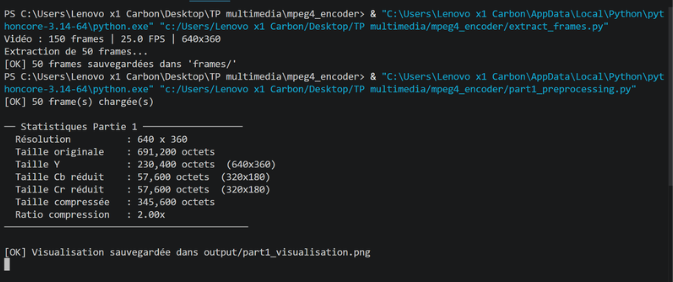 PS C:\Users\Lenovo x1 Carbon\Desktop\TP multimedia\mpeg4_encoder> & "C:\Users\Lenovo x1 Carbon\AppData\Local\Python\pyt
honcore-3.14-64\python.exe" "c:/Users/Lenovo x1 Carbon/Desktop/TP multimedia/mpeg4_encoder/extract_frames.py"
Vidéo : 150 frames | 25.0 FPS | 640x360
Extraction de 50 frames...
[OK] 50 frames sauvegardées dans 'frames/'
PS C:\Users\Lenovo x1 Carbon\Desktop\TP multimedia\mpeg4_encoder> & "C:\Users\Lenovo x1 Carbon\AppData\Local\Python\pyt
honcore-3.14-64\python.exe" "c:/Users/Lenovo x1 Carbon/Desktop/TP multimedia/mpeg4_encoder/part1_preprocessing.py"
[OK] 50 frame(s) chargée(s)
── Statistiques Partie 1 ──────────────────
Résolution : 640 x 360
Taille originale : 691,200 octets
Taille Y : 230,400 octets (640x360)
Taille Cb réduit : 57,600 octets (320x180)
Taille Cr réduit : 57,600 octets (320x180)
Taille compressée : 345,600 octets
Ratio compression : 2.00x
───────────────────────────────────────────
[OK] Visualisation sauvegardée dans output/part1_visualisation.png